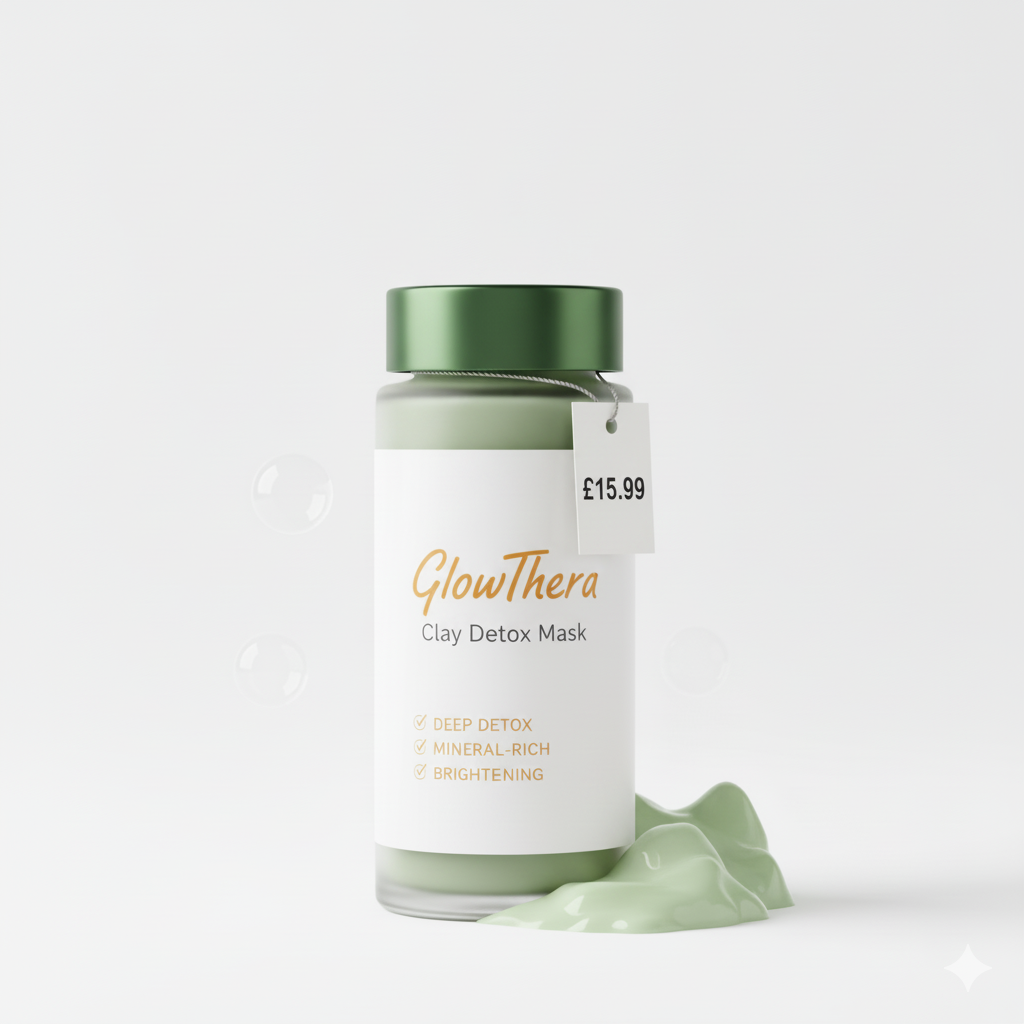 £15.99
GlowThera
Clay Detox Mask
DEEP DETOX
MINERAL-RICH
BRIGHTENING